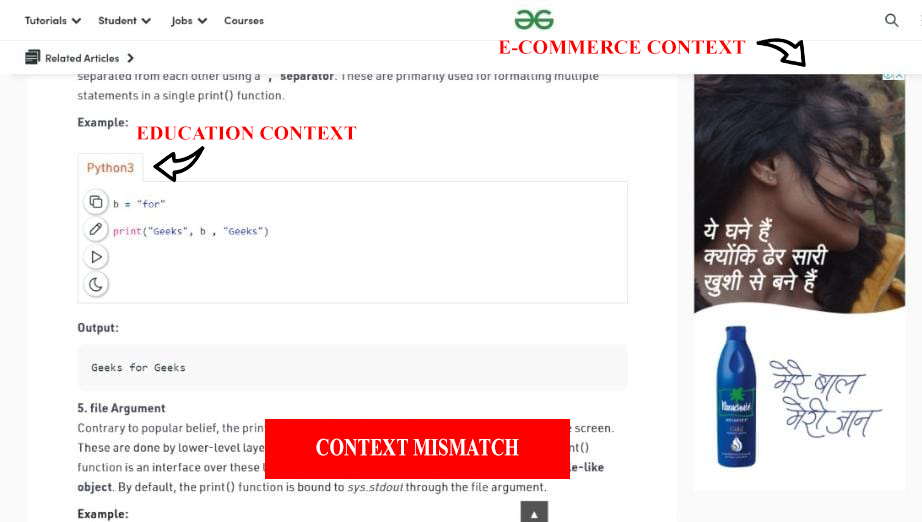 Tutorials Student Jobs Courses
Related Articles
E-COMMERCE CONTEXT
separated from each other using a ' , ' separator. These are primarily used for formatting multiple
statements in a single print() function.
Example:
EDUCATION CONTEXT
Python3
b = "for"
print("Geeks", b , "Geeks")
Output:
Geeks for Geeks
5. file Argument
Contrary to popular belief, the prin screen.
These are done by lower-level laye nt()
function is an interface over these l le-like
object. By default, the print() function is bound to sys.stdout through the file argument.
Example:
CONTEXT MISMATCH
ये घने हैं
क्योंकि ढेर सारी
खुशी से बने हैं
Parachute
ADVANSED
Gold
मेरे बाल
मेरी जान